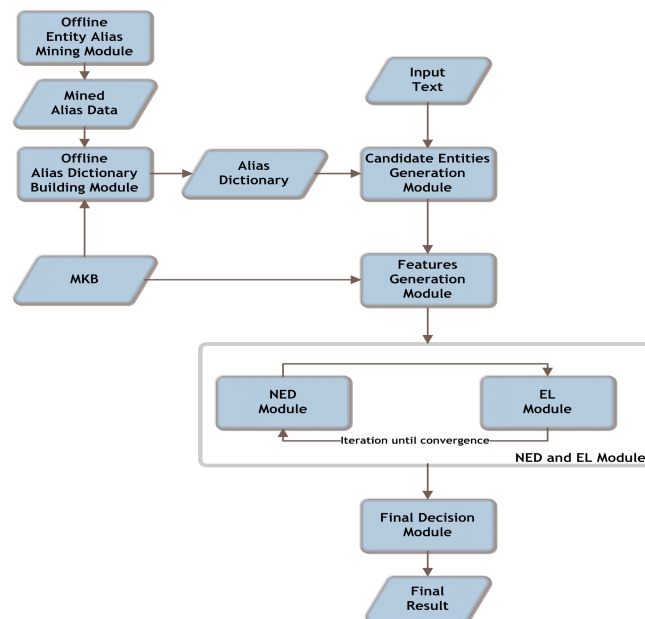 Offline
Entity Alias
Mining Module
Mined
Alias Data
Input
Text
Offline
Alias Dictionary
Building Module
Alias
Dictionary
Candidate Entities
Generation
Module
MKB
Features
Generation
Module
NED
Module
EL
Module
Iteration until convergence
NED and EL Module
Final Decision
Module
Final
Result